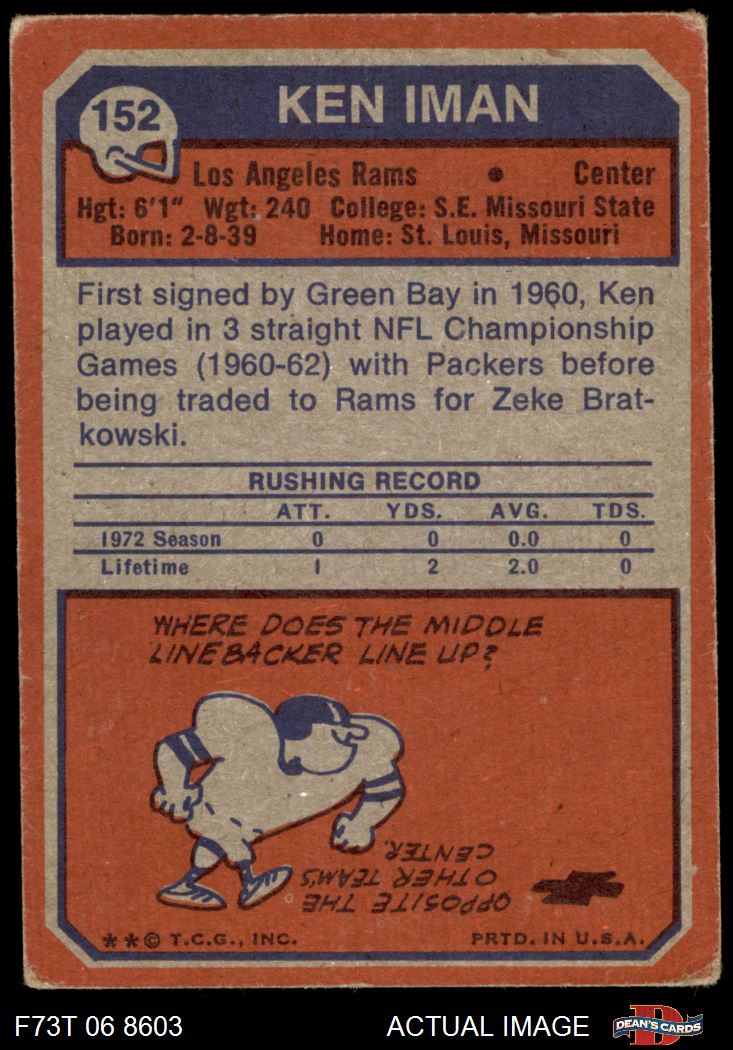 152
KEN IMAN
Los Angeles Rams • Center
Hgt: 6'1" Wgt: 240 College: S.E. Missouri State
Born: 2-8-39 Home: St. Louis, Missouri
First signed by Green Bay in 1960, Ken
played in 3 straight NFL Championship
Games (1960-62) with Packers before
being traded to Rams for Zeke Brat-
kowski.
RUSHING RECORD
ATT. YDS. AVG. TDS.
1972 Season 0 0 0.0 0
Lifetime 1 2 2.0 0
WHERE DOES THE MIDDLE
LINEBACKER LINE UP?
OPPOSITE THE
OTHER TEAM'S
CENTER.
**© T.C.G., INC. PRTD. IN U.S.A.
F73T 06 8603 ACTUAL IMAGE DEAN'S CARDS